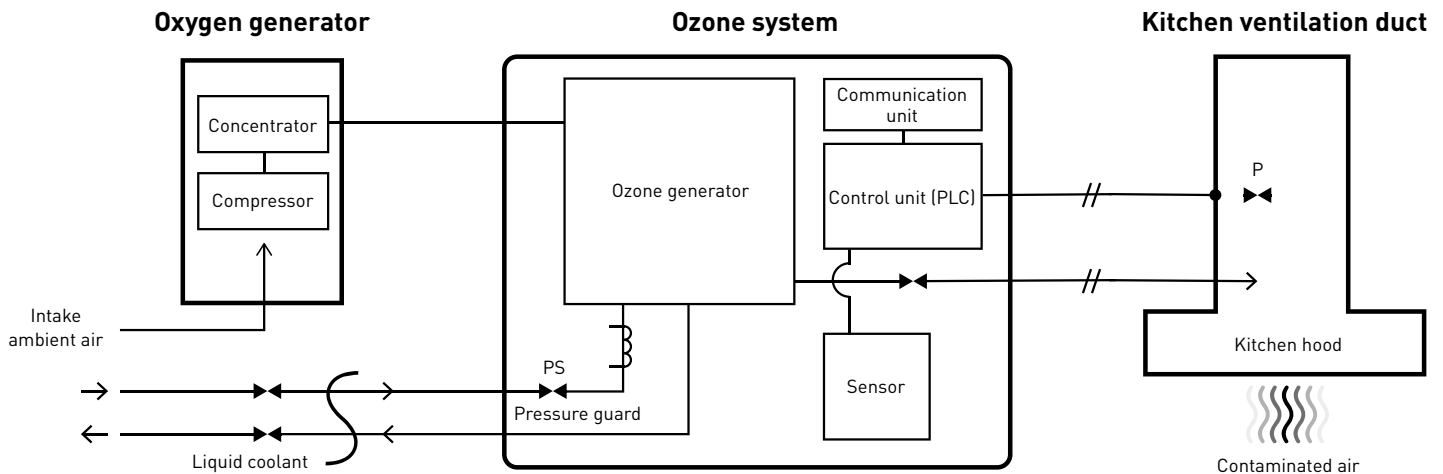 Oxygen generator
Ozone system
Kitchen ventilation duct
Concentrator
Compressor
Intake
ambient air
Ozone generator
Communication
unit
Control unit (PLC)
P
PS
Pressure guard
Sensor
Kitchen hood
Liquid coolant
Contaminated air